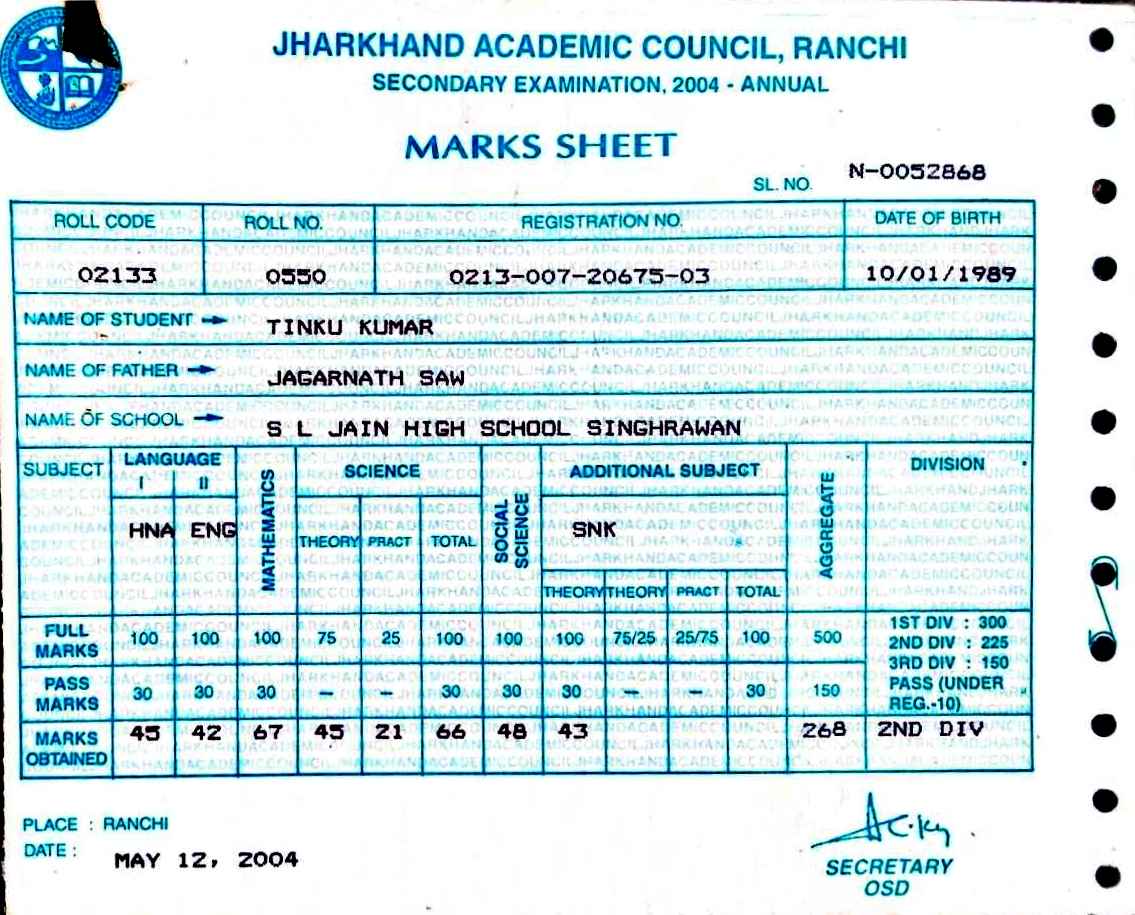 JHARKHAND ACADEMIC COUNCIL, RANCHI
SECONDARY EXAMINATION, 2004 - ANNUAL
MARKS SHEET
SL. NO. N-0052868
ROLL CODE ROLL NO. REGISTRATION NO. DATE OF BIRTH
02133 0550 0213-007-20675-03 10/01/1989
NAME OF STUDENT → TINKU KUMAR
NAME OF FATHER → JAGARNATH SAW
NAME OF SCHOOL → S L JAIN HIGH SCHOOL SINGHRAWAN
SUBJECT LANGUAGE MATHEMATICS SCIENCE SOCIAL SCIENCE ADDITIONAL SUBJECT AGGREGATE DIVISION
I II
HNA ENG THEORY PRACT TOTAL SNK
THEORY THEORY PRACT TOTAL
FULL MARKS 100 100 100 75 25 100 100 100 75/25 25/75 100 500 1ST DIV : 300
2ND DIV : 225
3RD DIV : 150
PASS MARKS 30 30 30 – – 30 30 30 – – 30 150 PASS (UNDER
REG.-10)
MARKS OBTAINED 45 42 67 45 21 66 48 43 268 2ND DIV
PLACE : RANCHI
DATE : MAY 12, 2004
SECRETARY
OSD